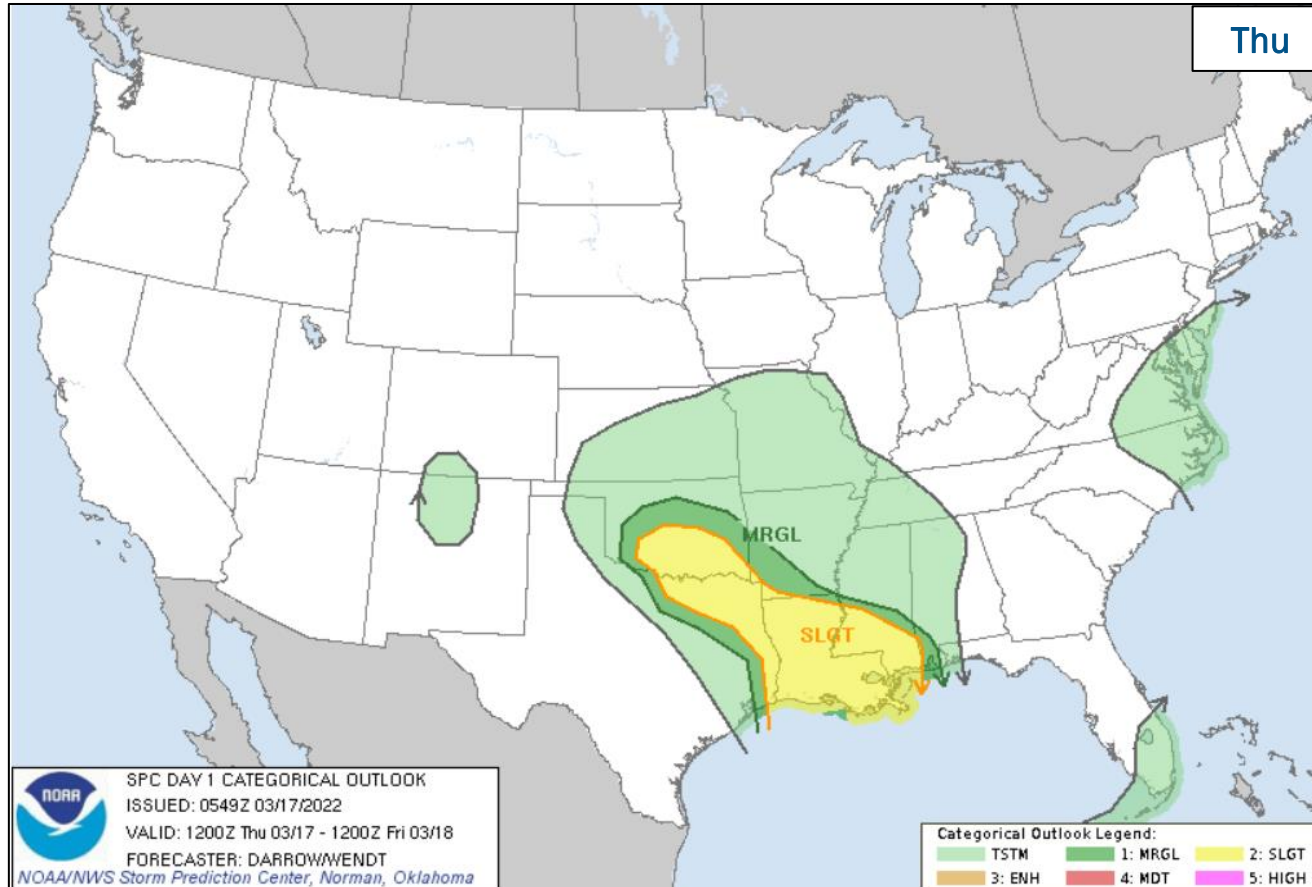 Thu
MRGL
SLGT
NOAA
SPC DAY 1 CATEGORICAL OUTLOOK
ISSUED: 0549Z 03/17/2022
VALID: 1200Z Thu 03/17 - 1200Z Fri 03/18
FORECASTER: DARROW/WENDT
NOAA/NWS Storm Prediction Center, Norman, Oklahoma
Categorical Outlook Legend:
TSTM 1: MRGL 2: SLGT
3: ENH 4: MDT 5: HIGH